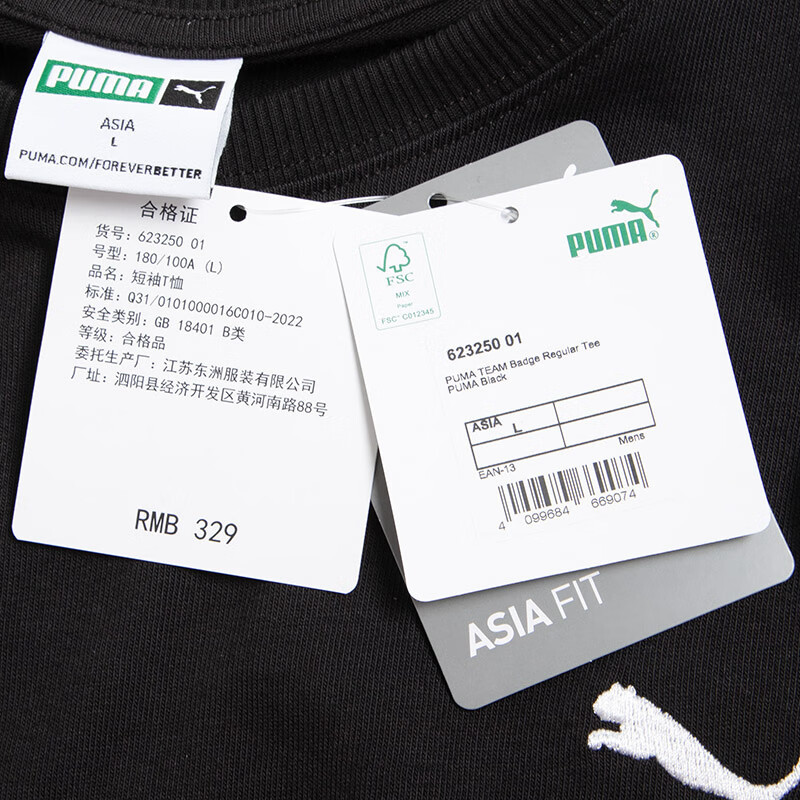 PUMA
ASIA
L
PUMA.COM/FOREVERBETTER
合格证
货号: 623250 01
号型: 180/100A (L)
品名: 短袖T恤
标准: Q31/0101000016C010-2022
安全类别: GB 18401 B类
等级: 合格品
委托生产厂: 江苏东洲服装有限公司
厂址: 泗阳县经济开发区黄河南路88号
RMB 329
PUMA®
FSC
MIX
Paper
FSC™ C012345
623250 01
PUMA TEAM Badge Regular Tee
PUMA Black
ASIA L
Mens
EAN-13
4 099684 669074
ASIA FIT